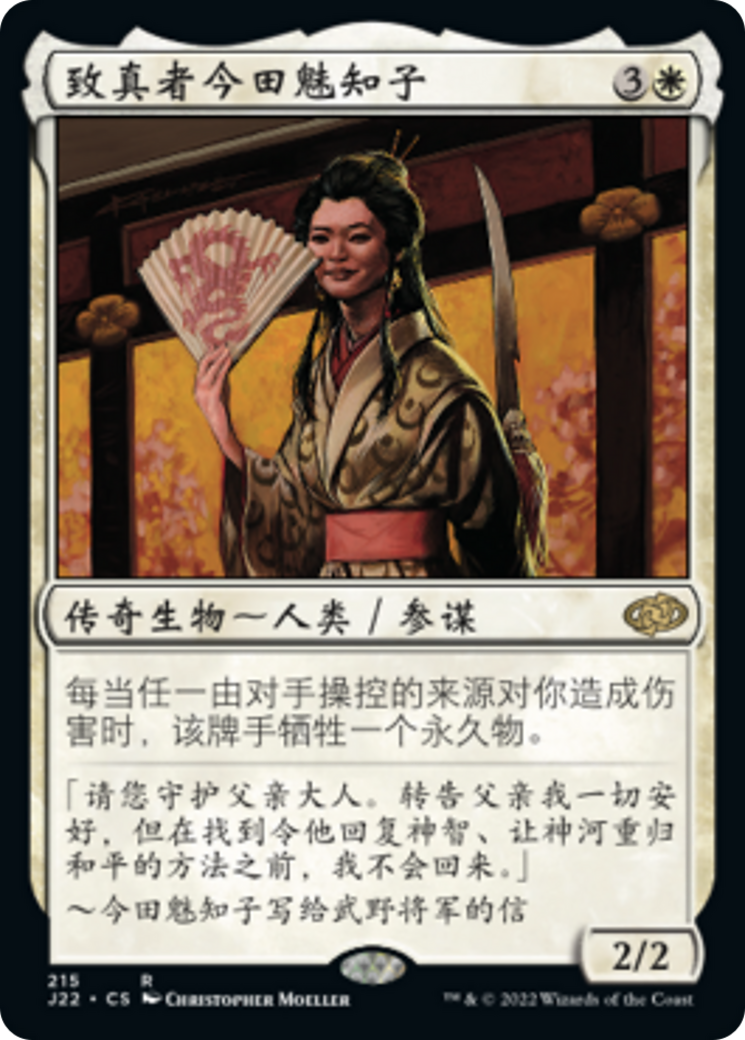 致真者今田魅知子 3
传奇生物～人类 / 参谋
每当任一由对手操控的来源对你造成伤
害时，该牌手牺牲一个永久物。
「请您守护父亲大人。转告父亲我一切安
好，但在找到令他回复神智、让神河重归
和平的方法之前，我不会回来。」
～今田魅知子写给武野将军的信
2/2
215 R
J22 • CS Christopher Moeller ™ & © 2022 Wizards of the Coast